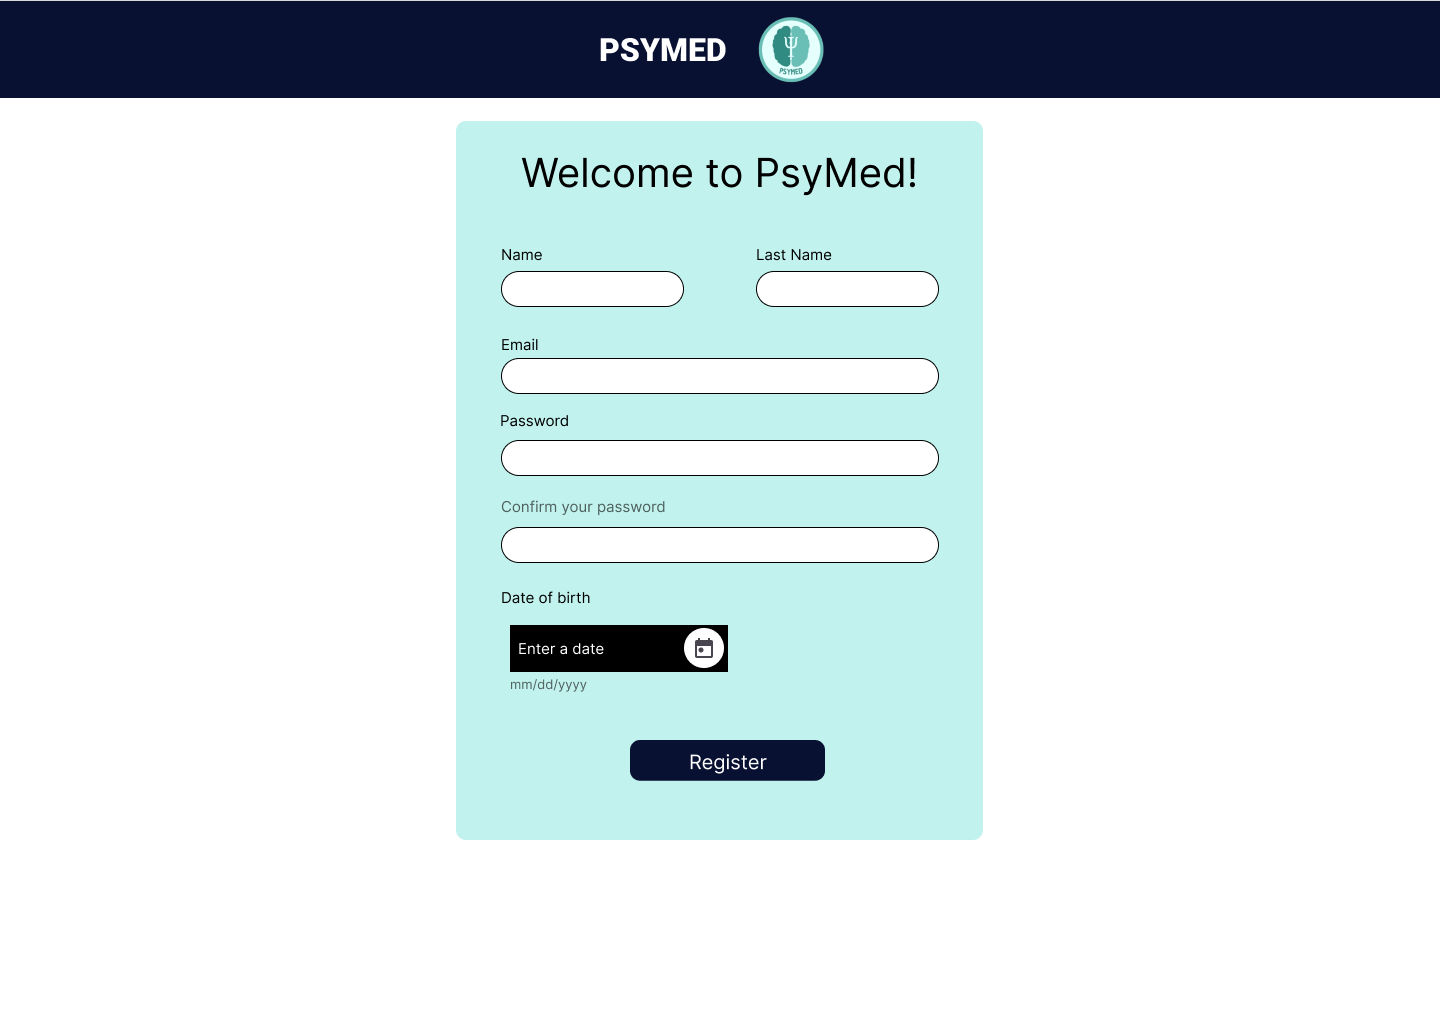 PSYMED
PSYMED
Welcome to PsyMed!
Name
Last Name
Email
Password
Confirm your password
Date of birth
Enter a date
mm/dd/yyyy
Register